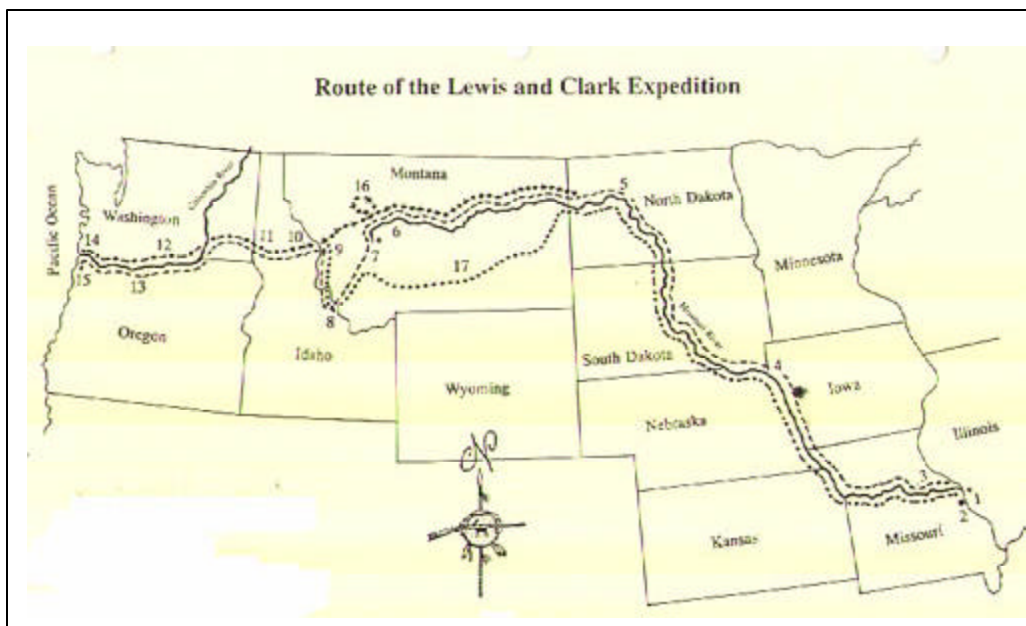 Route of the Lewis and Clark Expedition
Pacific Ocean
Washington
Columbia River
Montana
North Dakota
Minnesota
Oregon
Idaho
Wyoming
South Dakota
Missouri River
Nebraska
Iowa
Illinois
Kansas
Missouri
N
1
2
3
4
5
6
7
8
9
10
11
12
13
14
15
16
17